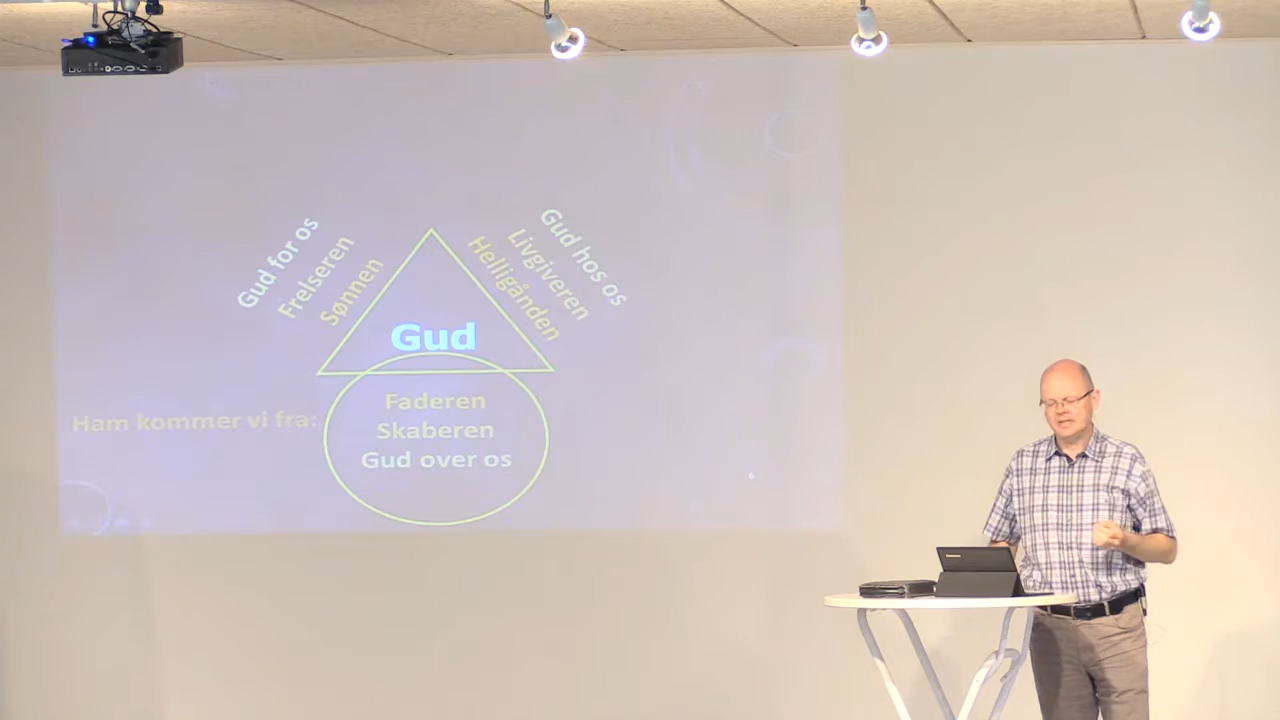 Gud for os
Frelseren
Sønnen
Gud hos os
Livgiveren
Helligånden
Gud
Ham kommer vi fra:
Faderen
Skaberen
Gud over os